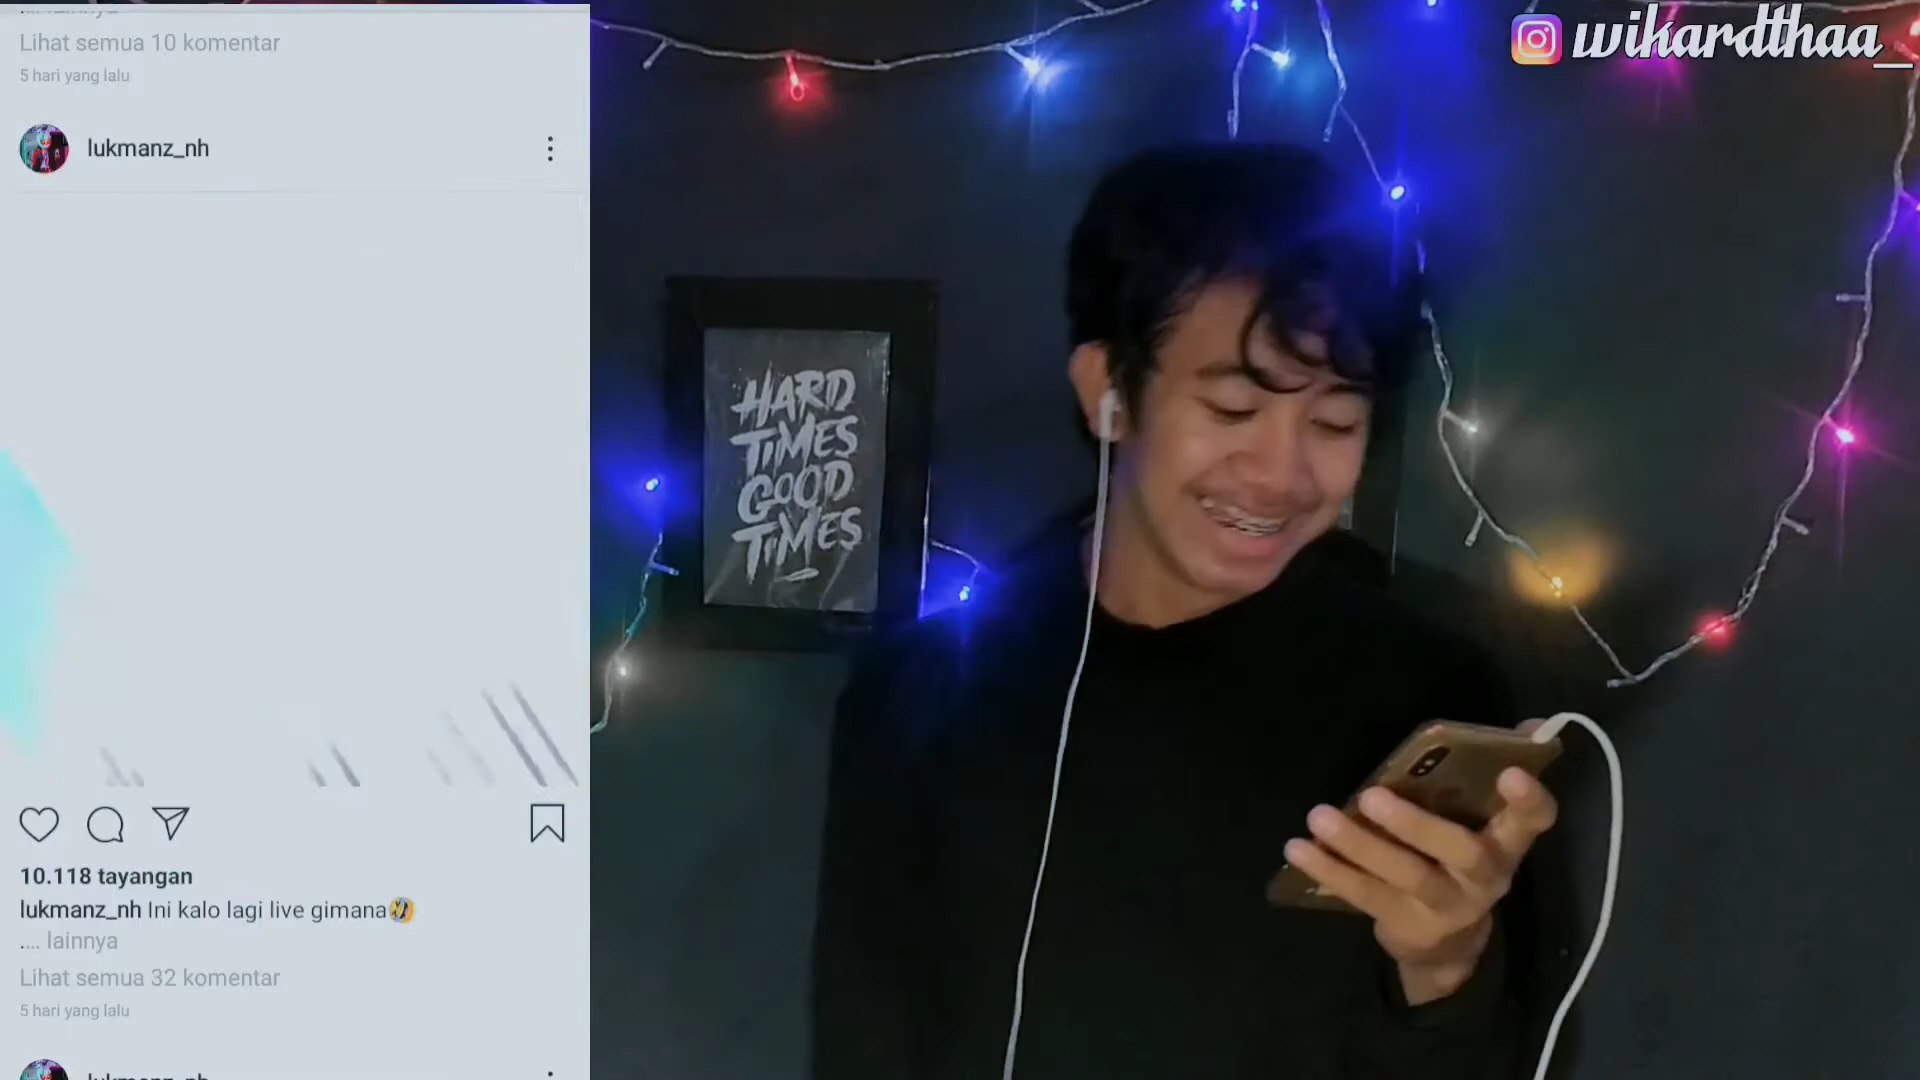 Lihat semua 10 komentar
5 hari yang lalu
lukmanz_nh
10.118 tayangan
lukmanz_nh Ini kalo lagi live gimana🤣
.... lainnya
Lihat semua 32 komentar
5 hari yang lalu
lukmanz_nh
wikardthaa_
HARD
TIMES
GOOD
TIMES